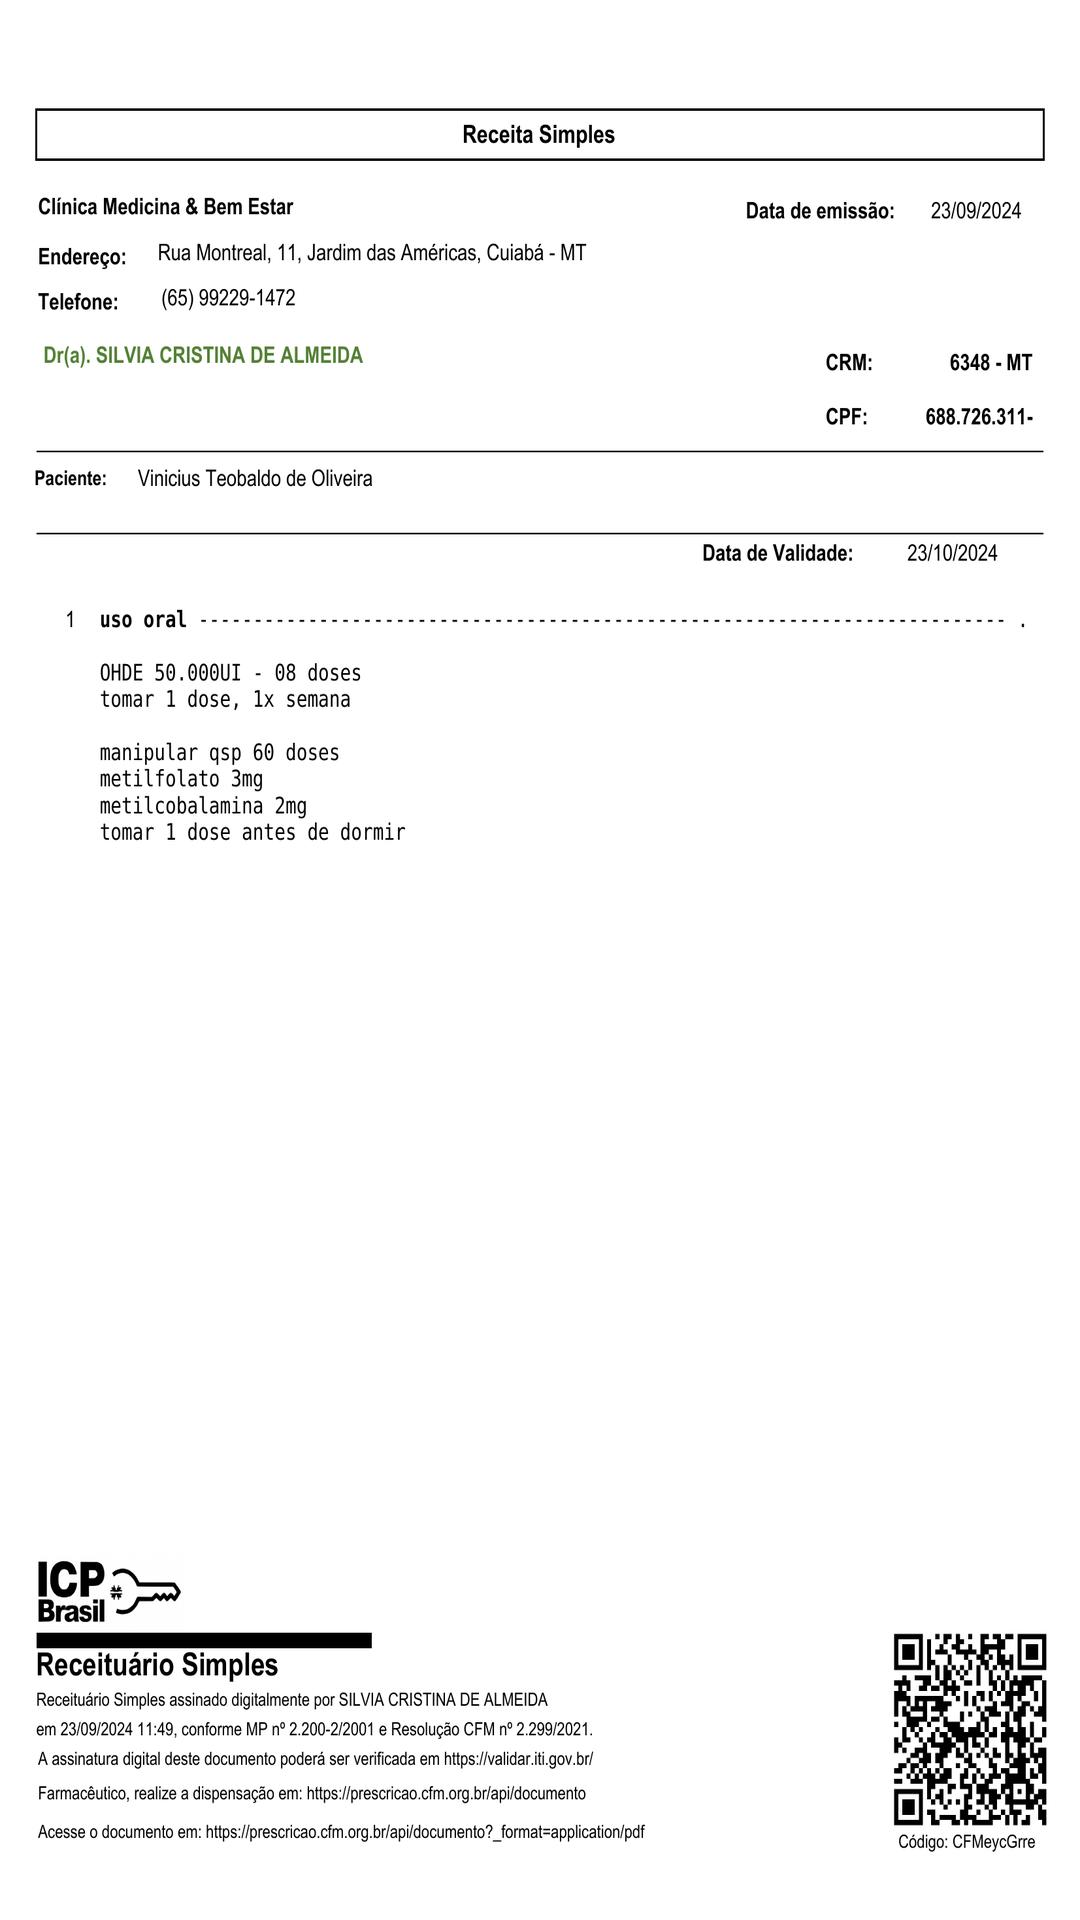 Receita Simples
Clínica Medicina & Bem Estar
Data de emissão: 23/09/2024
Endereço: Rua Montreal, 11, Jardim das Américas, Cuiabá - MT
Telefone: (65) 99229-1472
Dr(a). SILVIA CRISTINA DE ALMEIDA
CRM: 6348 - MT
CPF: 688.726.311-
Paciente: Vinicius Teobaldo de Oliveira
Data de Validade: 23/10/2024
1 uso oral -------------------------------------------------------------------------- .
OHDE 50.000UI - 08 doses
tomar 1 dose, 1x semana
manipular qsp 60 doses
metilfolato 3mg
metilcobalamina 2mg
tomar 1 dose antes de dormir
ICP
Brasil
Receituário Simples
Receituário Simples assinado digitalmente por SILVIA CRISTINA DE ALMEIDA
em 23/09/2024 11:49, conforme MP nº 2.200-2/2001 e Resolução CFM nº 2.299/2021.
A assinatura digital deste documento poderá ser verificada em https://validar.iti.gov.br/
Farmacêutico, realize a dispensação em: https://prescricao.cfm.org.br/api/documento
Acesse o documento em: https://prescricao.cfm.org.br/api/documento?_format=application/pdf
Código: CFMeycGrre